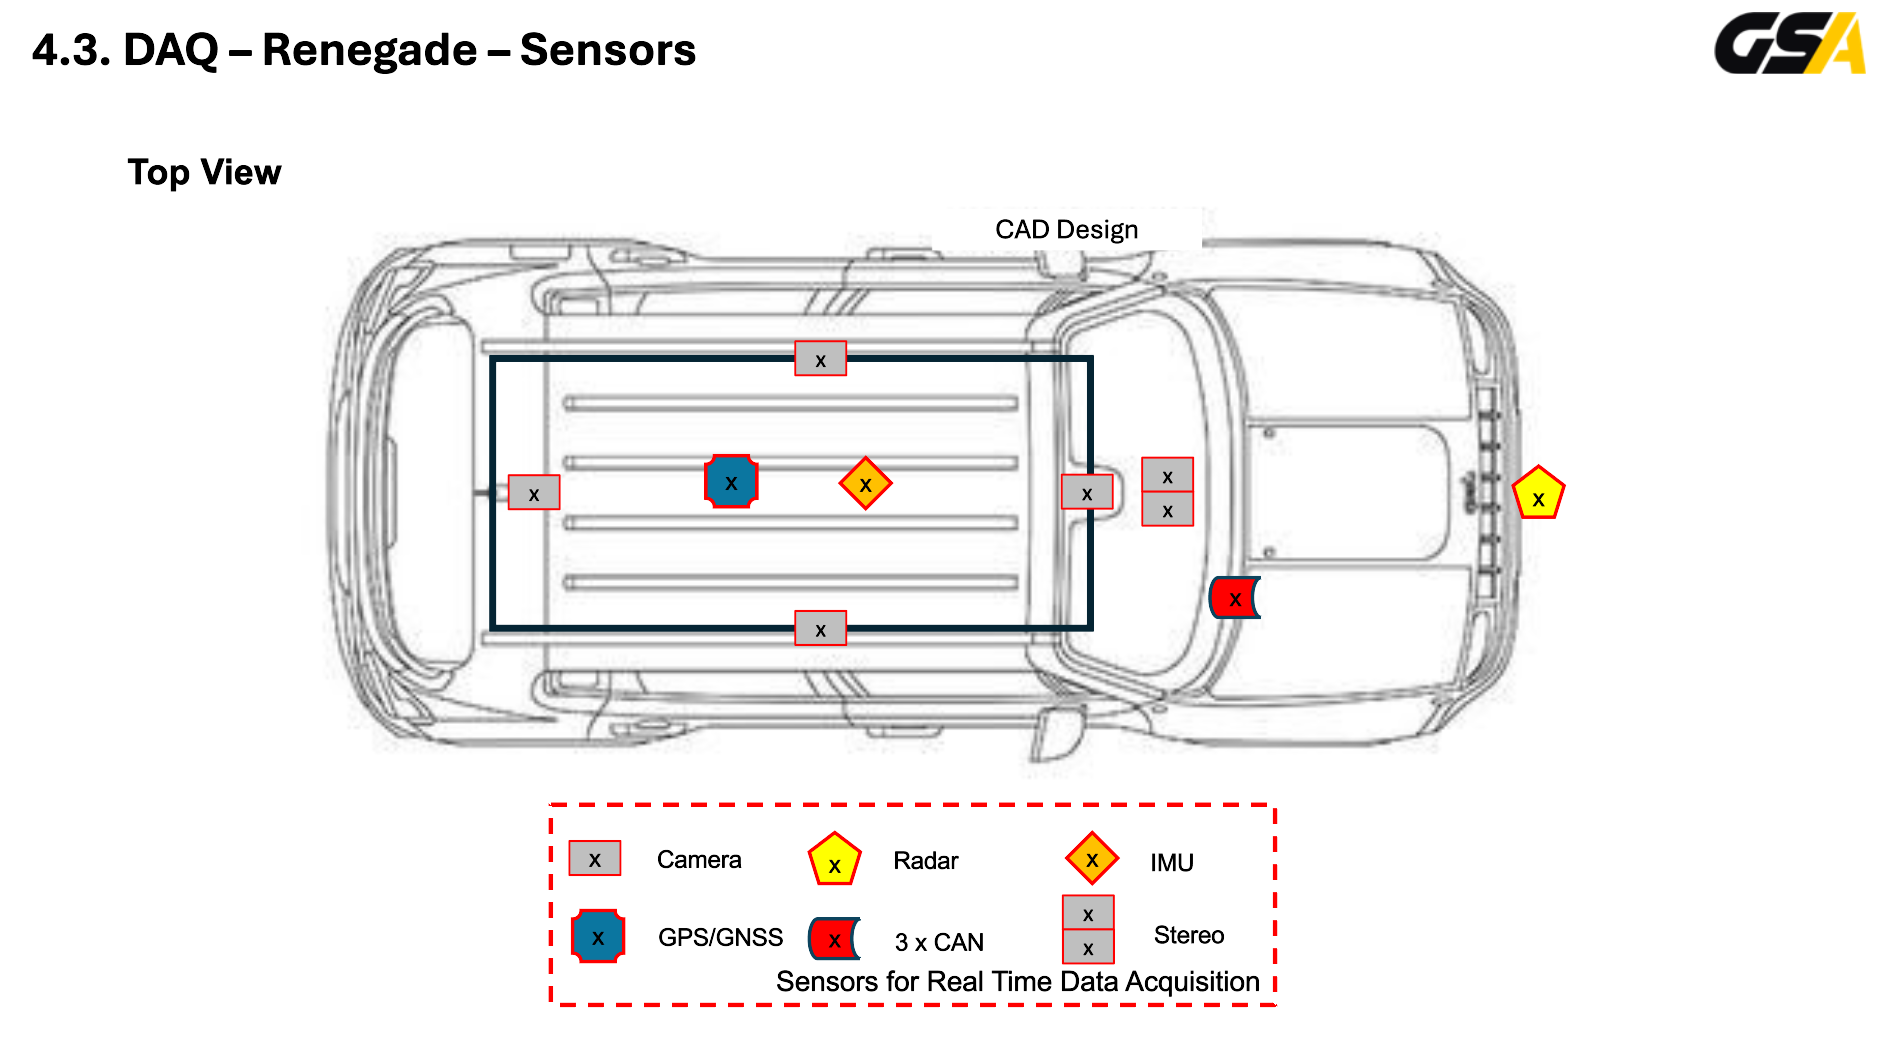 4.3. DAQ – Renegade – Sensors
GSA
Top View
CAD Design
x
x
x
x
x
x
x
x
x
x
x
x Camera
x Radar
x IMU
x GPS/GNSS
x 3 x CAN
x
x Stereo
Sensors for Real Time Data Acquisition